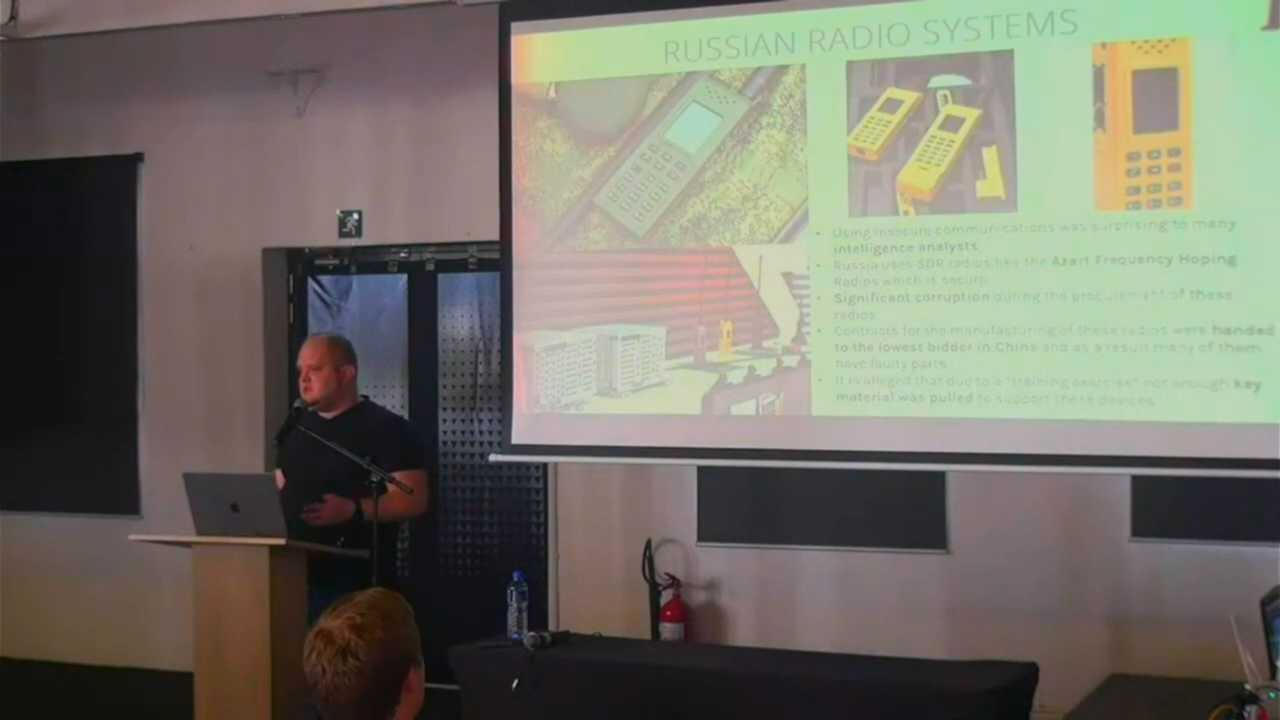 RUSSIAN RADIO SYSTEMS
• Using insecure communications was surprising to many
intelligence analysts
• Russia uses SDR radios like the Azart Frequency Hoping
Radios which is secure
• Significant corruption during the procurement of these
radios
• Contracts for the manufacturing of these radios were handed
to the lowest bidder in China and as a result many of them
have faulty parts
• It is alleged that due to a "training exercise" not enough key
material was pulled to support these devices